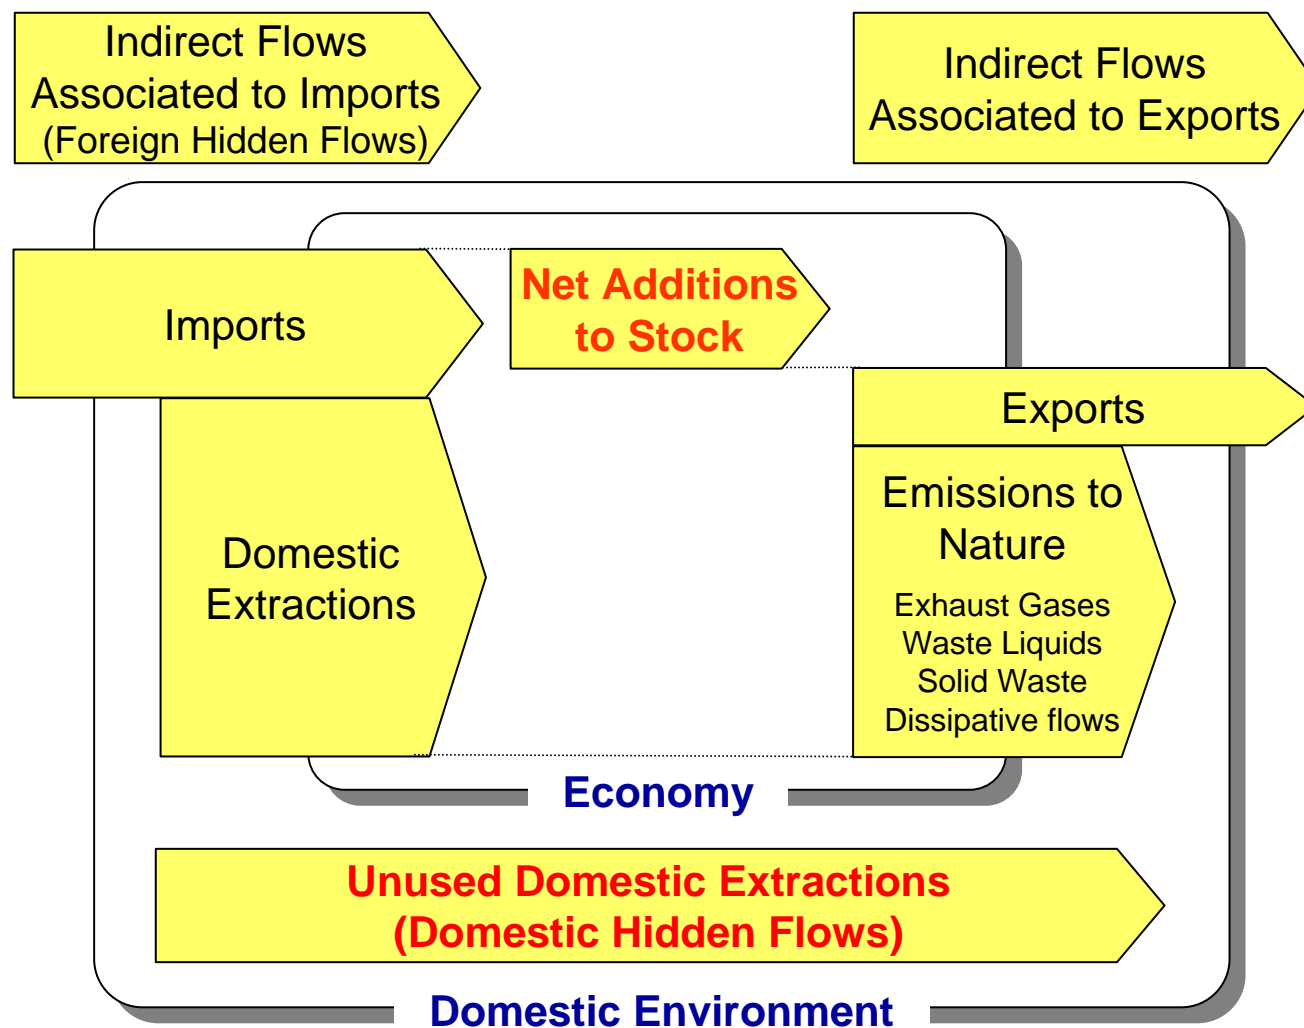 Indirect Flows
Associated to Imports
(Foreign Hidden Flows)
Indirect Flows
Associated to Exports
Imports
Net Additions
to Stock
Exports
Domestic
Extractions
Emissions to
Nature
Exhaust Gases
Waste Liquids
Solid Waste
Dissipative flows
Economy
Unused Domestic Extractions
(Domestic Hidden Flows)
Domestic Environment